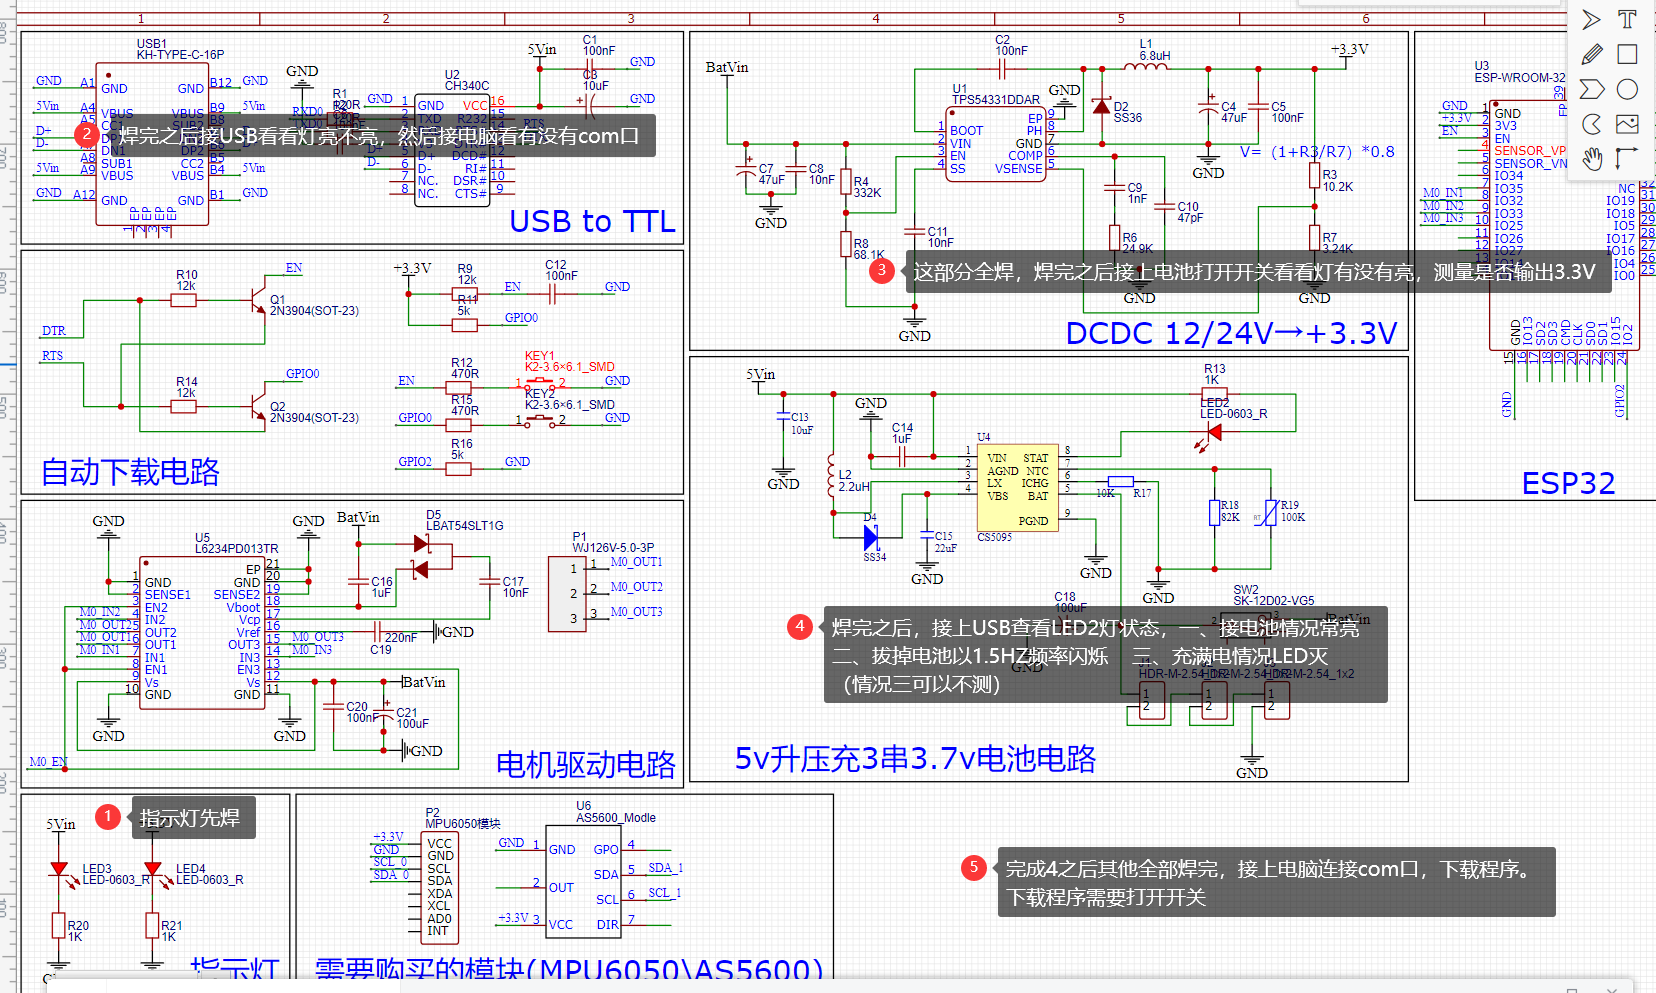 1 2 3 4 5 6
USB1
KH-TYPE-C-16P
GND A1 GND GND B12 GND
5Vin A4 VBUS VBUS B9 5Vin
A5 B8
D+
D-
A8 SUB1 CC2 B5
5Vin A9 VBUS VBUS B4 5Vin
GND A12 GND GND B1 GND
EP EP EP EP
1 2 3 4
GND
R1
120R
RXD0
U2
CH340C
GND 1 GND VCC 16
TXD R232 15
RTS
D+ DCD# 11
D- D- RI# 11
7 NC. DSR# 10
8 NC. CTS# 9
5Vin
C1
100nF
GND
C3
10uF
GND
2 焊完之后接USB看看灯亮不亮，然后接电脑看有没有com口
USB to TTL
BatVin
C2
100nF
L1
6.8uH
+3.3V
U1
TPS54331DDAR
GND
1 BOOT EP 9
2 VIN PH 8
3 EN GND 7
4 SS COMP 6
VSENSE 5
D2
SS36
C4
47uF
C5
100nF
GND
V=（1+R3/R7）*0.8
C7
47uF
C8
10nF
GND
R4
332K
R8
68.1K
C11
10nF
GND
C9
1nF
C10
47pF
R6
24.9K
GND
R3
10.2K
R7
3.24K
GND
3 这部分全焊，焊完之后接上电池打开开关看看灯有没有亮，测量是否输出3.3V
DCDC 12/24V→+3.3V
U3
ESP-WROOM-32
GND 1 GND
+3.3V 2 3V3
EN 3 EN
4 SENSOR_VP
5 SENSOR_VN
6 IO34
7 IO35
M0_IN1 8 IO32
9 IO33
M0_IN3 10 IO25
11 IO26
12 IO27
NC 32
IO19 31
IO18 30
IO5 29
IO17 28
IO16 27
IO4 26
IO0 25
GND IO13 SD2 SD3 CMD CLK SD0 SD1 IO15 IO2
15 16 17 18 19 20 21 22 23 24
GND GPIO2
ESP32
R10
12k
EN
Q1
2N3904(SOT-23)
DTR
RTS
R14
12k
GPIO0
Q2
2N3904(SOT-23)
+3.3V
R9
12k
EN
C12
100nF
GND
R11
5k
GPIO0
EN
R12
470R
KEY1
K2-3.6×6.1_SMD
1 2
GND
GPIO0
R15
470R
KEY2
K2-3.6×6.1_SMD
1 2
GND
GPIO2
R16
5k
GND
自动下载电路
5Vin
C13
10uF
GND
GND
C14
1uF
L2
2.2uH
D4
SS34
C15
22uF
GND
U4
1 VIN STAT 8
2 AGND NTC 7
3 LX ICHG 6
4 VBS BAT 5
PGND 9
CS5095
R13
1K
LED2
LED-0603_R
10K R17
R18
82K
RT
R19
100K
GND
GND
SW2
SK-12D02-VG5
2 3
BatVin
C18
100uF
GND
HDR-M-2.54_1x2
1 2
1 2
1 2
GND
4 焊完之后，接上USB查看LED2灯状态，一、接电池情况常亮
二、拔掉电池以1.5HZ频率闪烁 三、充满电情况LED灭
（情况三可以不测）
5v升压充3串3.7v电池电路
GND
U5
L6234PD013TR
GND
EP 21
1 GND GND 20
2 SENSE1 SENSE2 19
3 EN2 Vboot 18
M0_IN2 4 IN2 Vcp 17
M0_OUT2 5 OUT2 Vref 16
M0_OUT1 6 OUT1 OUT3 15 M0_OUT3
M0_IN1 7 IN1 IN3 14 M0_IN3
8 EN1 EN3 13
9 Vs Vs 12
10 GND GND 11
GND
GND
M0_EN
BatVin
D5
LBAT54SLT1G
C16
1uF
C17
10nF
220nF
C19
GND
BatVin
C20
100nF
C21
100uF
GND
P1
WJ126V-5.0-3P
1 1 M0_OUT1
2 2 M0_OUT2
3 3 M0_OUT3
电机驱动电路
1 指示灯先焊
5Vin
LED3
LED-0603_R
LED4
LED-0603_R
R20
1K
R21
1K
指示灯
P2
MPU6050模块
+3.3V VCC
GND GND
SCL_0 SCL
SDA_0 SDA
XDA
XCL
AD0
INT
U6
AS5600_Modle
GND 1 GND GPO 4
SDA 5 SDA_1
2 OUT
SCL 6 SCL_1
+3.3V 3 VCC DIR 7
需要购买的模块(MPU6050\AS5600)
5 完成4之后其他全部焊完，接上电脑连接com口，下载程序。
下载程序需要打开开关